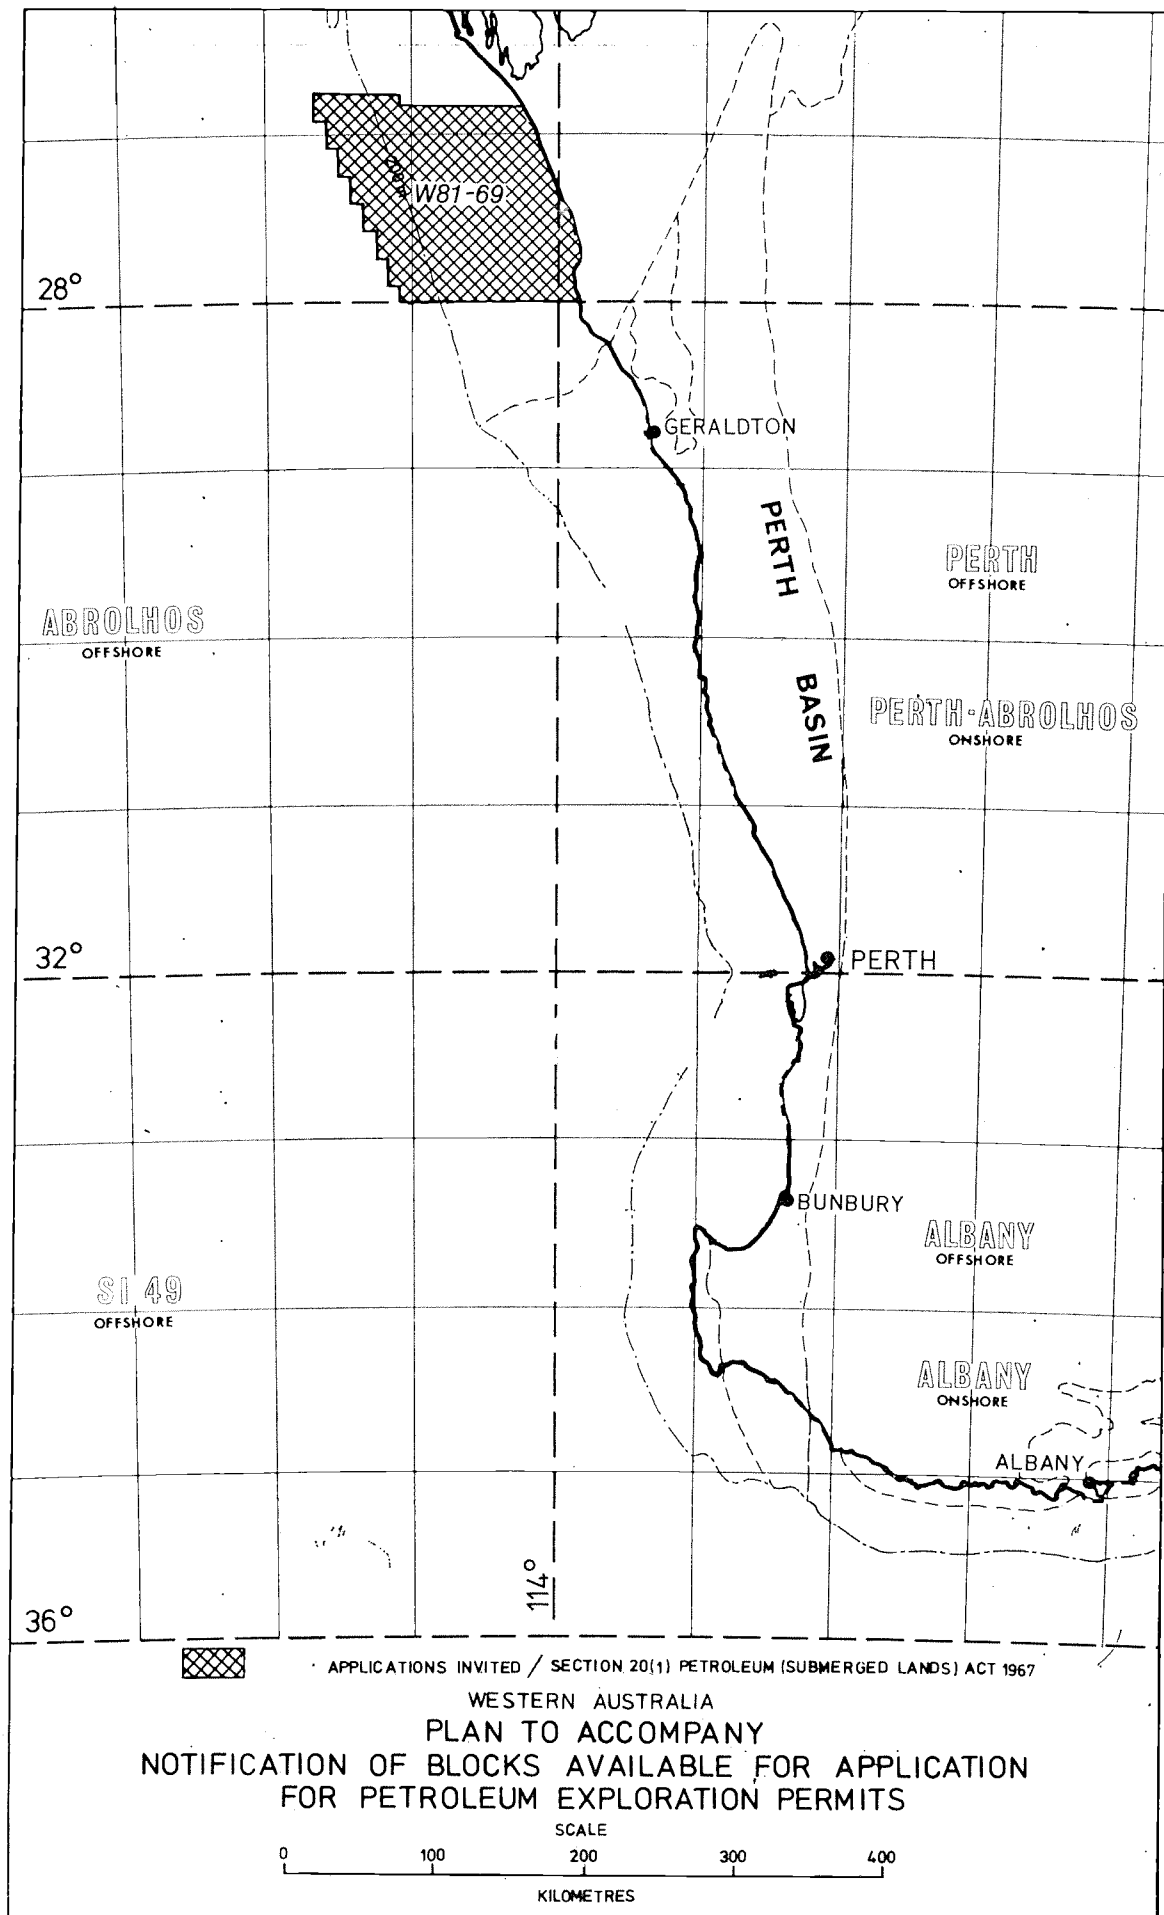 200m
W81-69
28°
GERALDTON
PERTH BASIN
PERTH
OFFSHORE
ABROLHOS
OFFSHORE
PERTH-ABROLHOS
ONSHORE
32°
PERTH
BUNBURY
ALBANY
OFFSHORE
SI 49
OFFSHORE
ALBANY
ONSHORE
ALBANY
114°
36°
APPLICATIONS INVITED / SECTION 20(1) PETROLEUM (SUBMERGED LANDS) ACT 1967
WESTERN AUSTRALIA
PLAN TO ACCOMPANY
NOTIFICATION OF BLOCKS AVAILABLE FOR APPLICATION
FOR PETROLEUM EXPLORATION PERMITS
SCALE
0 100 200 300 400
KILOMETRES